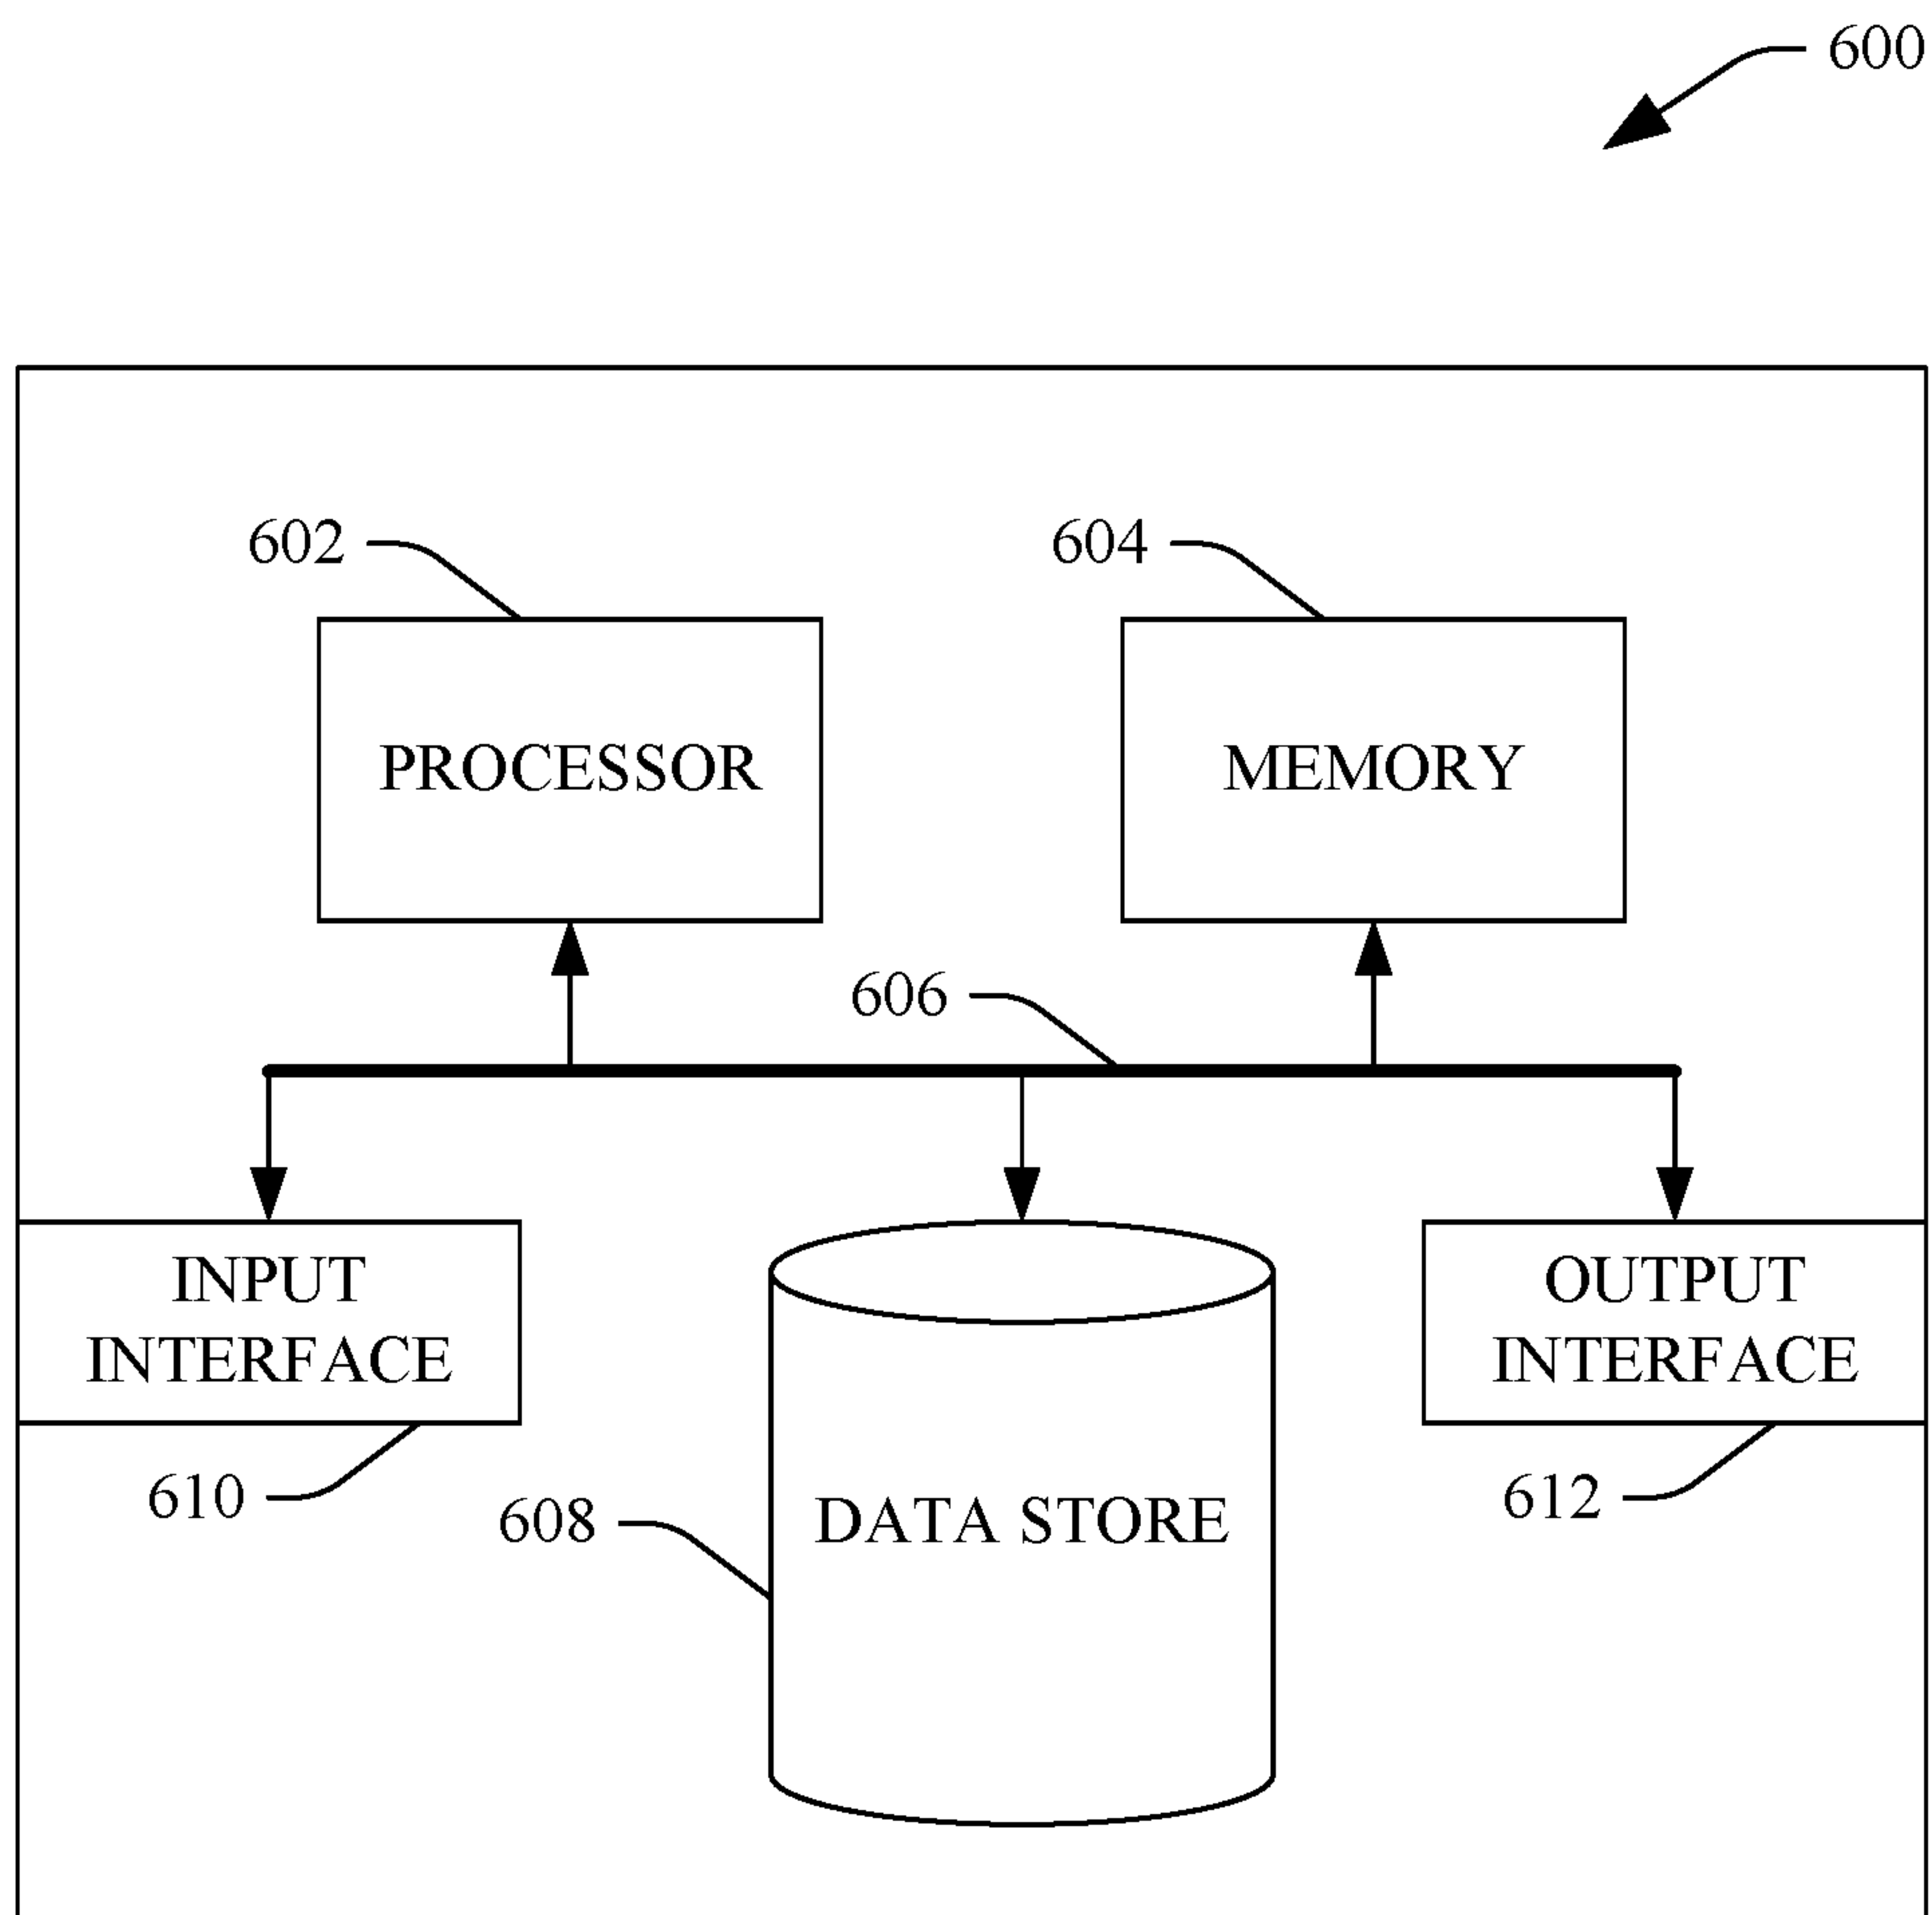 600
602
604
PROCESSOR
MEMORY
606
INPUT
INTERFACE
OUTPUT
INTERFACE
610
608
DATA STORE
612